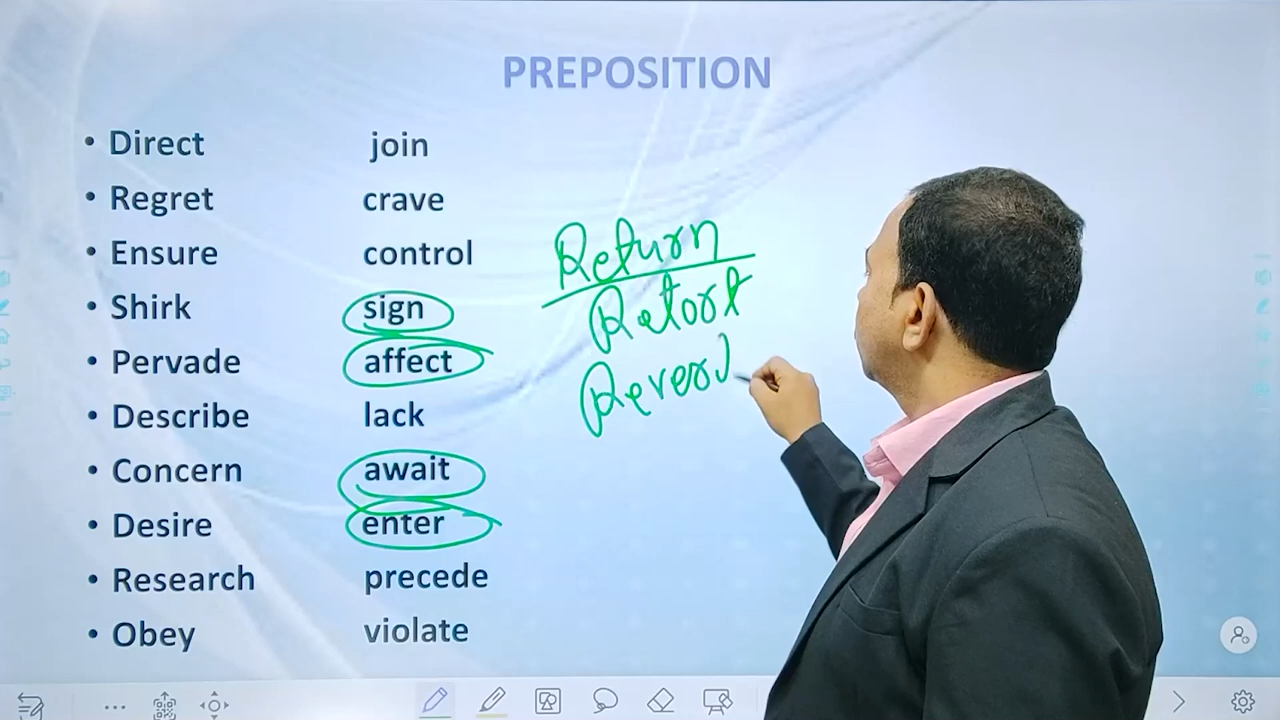 PREPOSITION
• Direct join
• Regret crave
• Ensure control
• Shirk sign
• Pervade affect
• Describe lack
• Concern await
• Desire enter
• Research precede
• Obey violate
Return
Retort